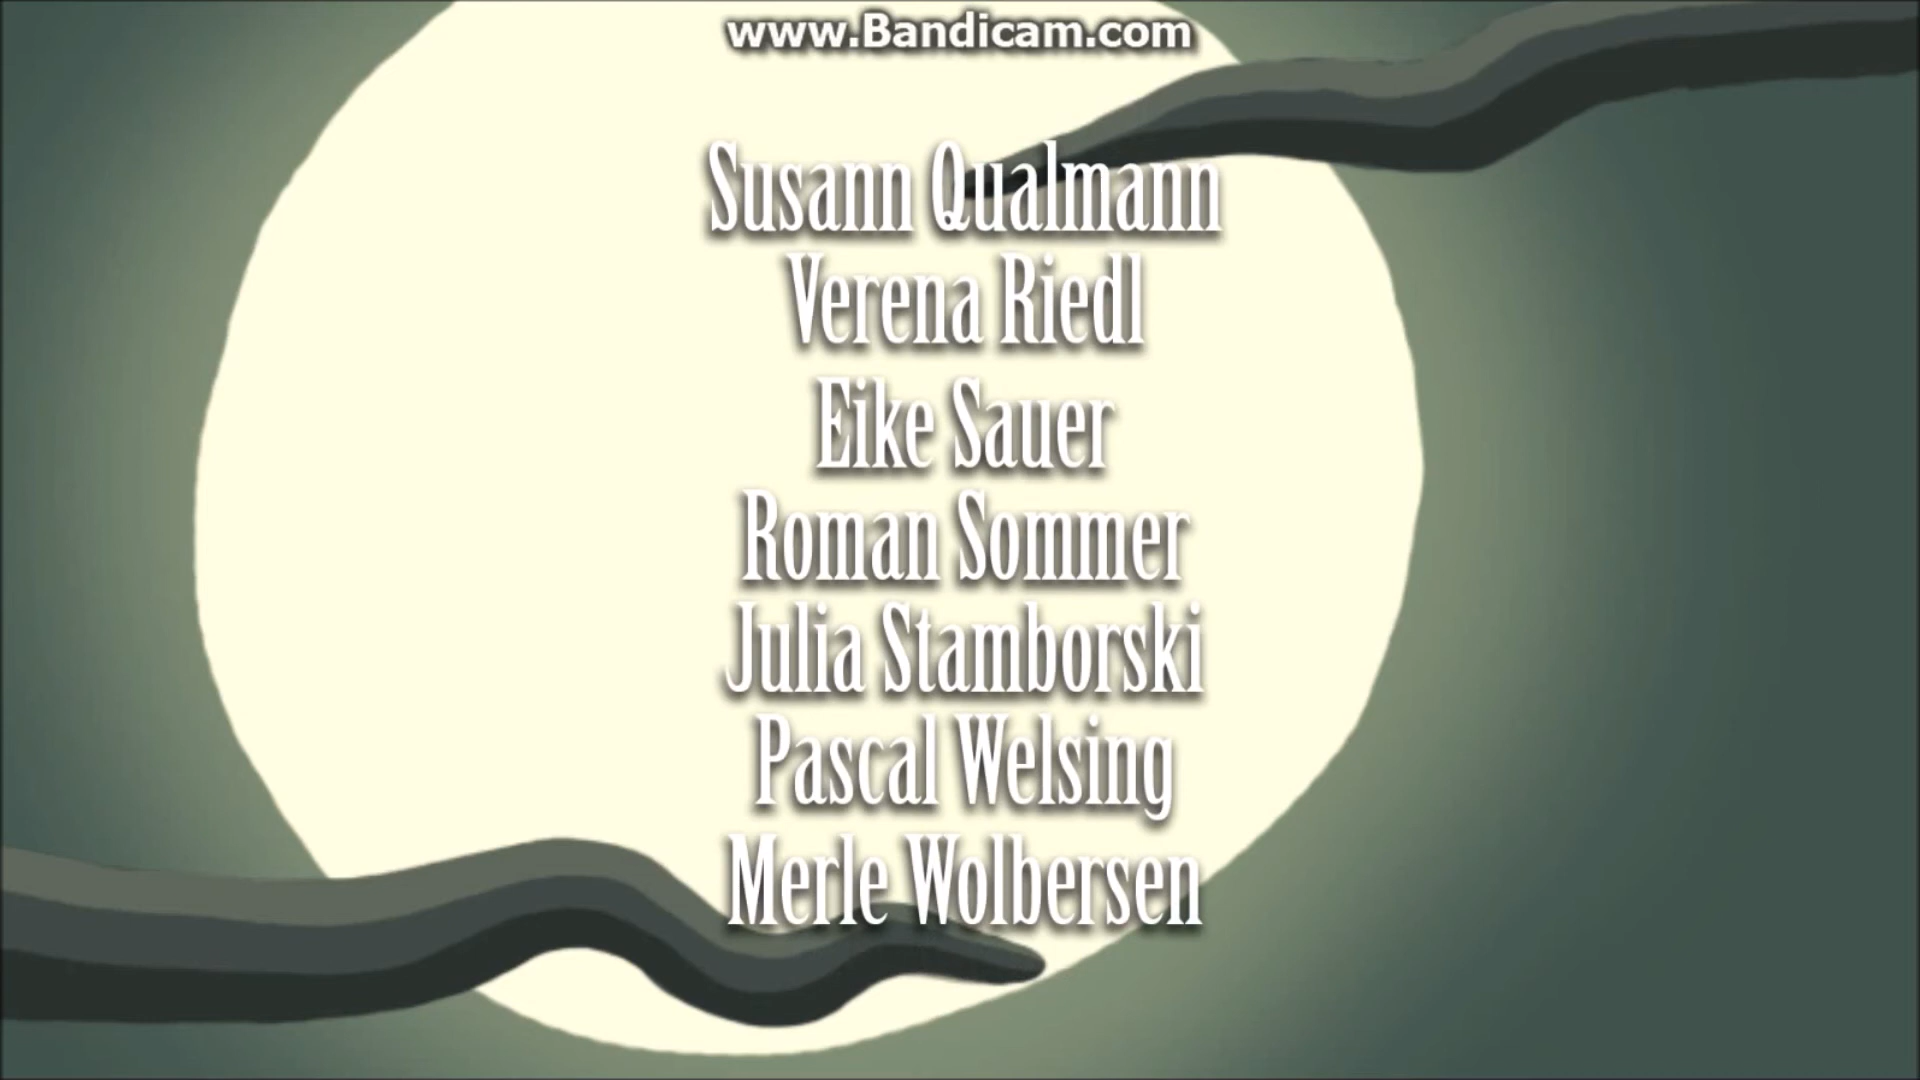 www.Bandicam.com
Susann Qualmann
Verena Riedl
Eike Sauer
Roman Sommer
Julia Stamborski
Pascal Welsing
Merle Wolbersen